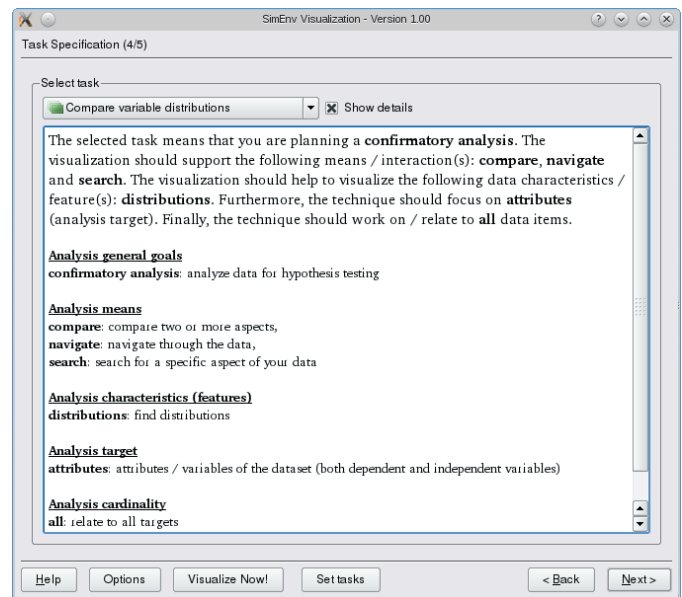 SimEnv Visualization - Version 1.00
Task Specification (4/5)
Select task
Compare variable distributions
Show details
The selected task means that you are planning a confirmatory analysis. The
visualization should support the following means / interaction(s): compare, navigate
and search. The visualization should help to visualize the following data characteristics /
feature(s): distributions. Furthermore, the technique should focus on attributes
(analysis target). Finally, the technique should work on / relate to all data items.
Analysis general goals
confirmatory analysis: analyze data for hypothesis testing
Analysis means
compare: compare two or more aspects,
navigate: navigate through the data,
search: search for a specific aspect of your data
Analysis characteristics (features)
distributions: find distributions
Analysis target
attributes: attributes / variables of the dataset (both dependent and independent variables)
Analysis cardinality
all: relate to all targets
Help Options Visualize Now! Set tasks < Back Next >